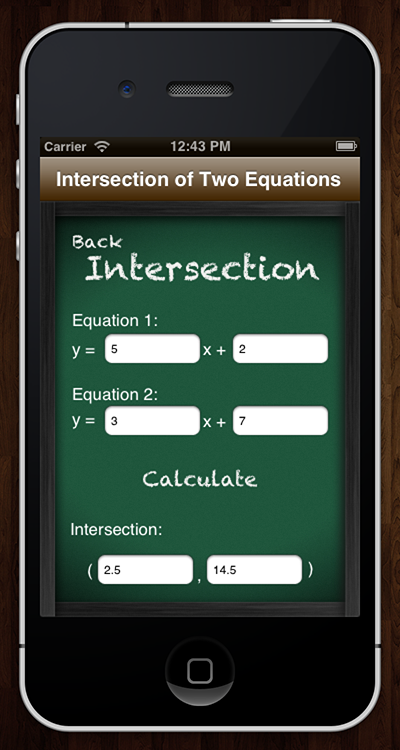 Carrier 12:43 PM
Intersection of Two Equations
Back
Intersection
Equation 1:
y = 5 x + 2
Equation 2:
y = 3 x + 7
Calculate
Intersection:
( 2.5 , 14.5 )